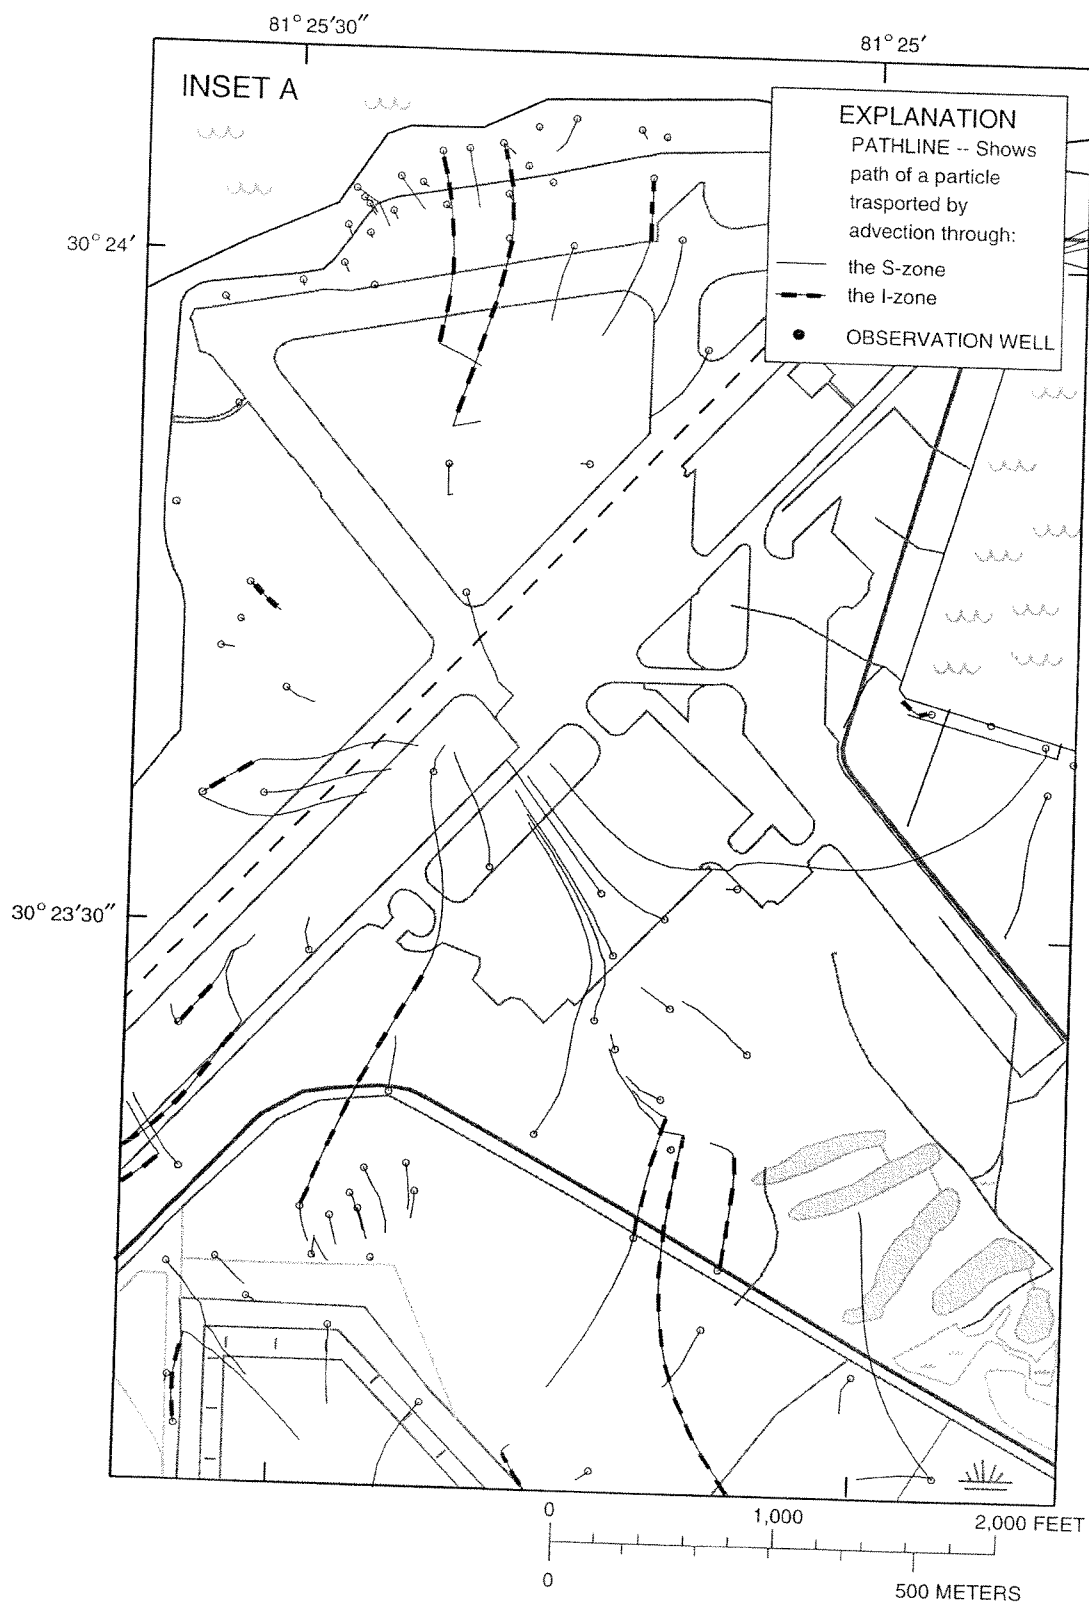 81° 25′30″
81° 25′
INSET A
EXPLANATION
PATHLINE -- Shows
path of a particle
trasported by
advection through:
the S-zone
the I-zone
OBSERVATION WELL
30° 24′
30° 23′30″
0
1,000
2,000 FEET
0
500 METERS